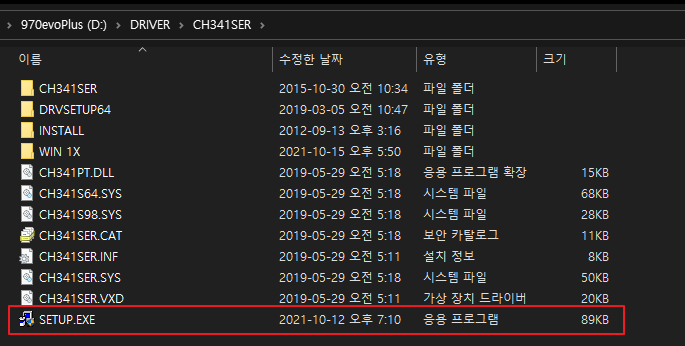 970evoPlus (D:) DRIVER CH341SER
이름 수정한 날짜 유형 크기
CH341SER 2015-10-30 오전 10:34 파일 폴더
DRVSETUP64 2019-03-05 오전 10:47 파일 폴더
INSTALL 2012-09-13 오후 3:16 파일 폴더
WIN 1X 2021-10-15 오후 5:50 파일 폴더
CH341PT.DLL 2019-05-29 오전 5:18 응용 프로그램 확장 15KB
CH341S64.SYS 2019-05-29 오전 5:18 시스템 파일 68KB
CH341S98.SYS 2019-05-29 오전 5:18 시스템 파일 28KB
CH341SER.CAT 2019-05-29 오전 5:18 보안 카탈로그 11KB
CH341SER.INF 2019-05-29 오전 5:11 설치 정보 8KB
CH341SER.SYS 2019-05-29 오전 5:18 시스템 파일 50KB
CH341SER.VXD 2019-05-29 오전 5:11 가상 장치 드라이버 20KB
SETUP.EXE 2021-10-12 오후 7:10 응용 프로그램 89KB